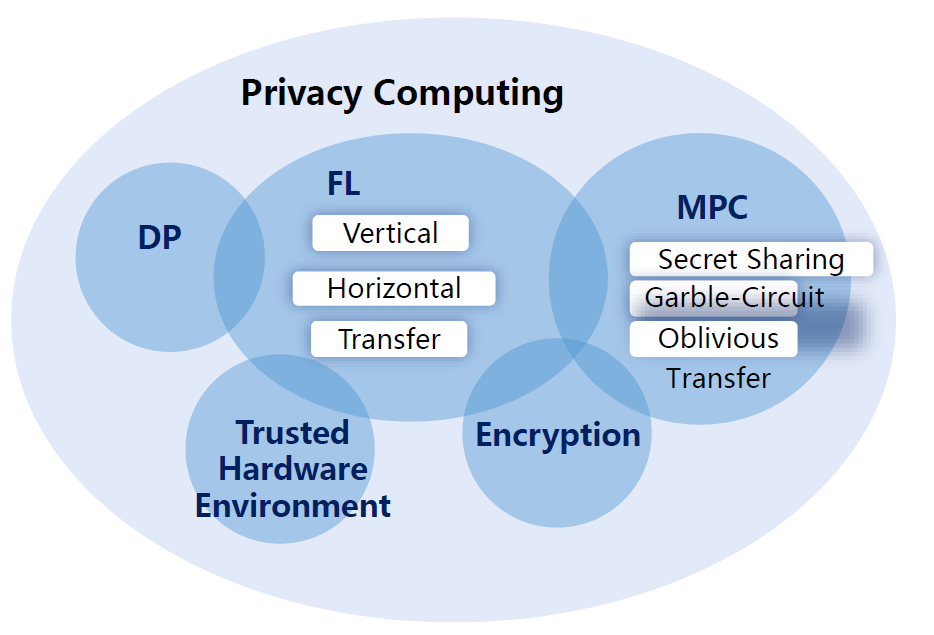 Privacy Computing
FL
DP
Vertical
Horizontal
Transfer
MPC
Secret Sharing
Garble-Circuit
Oblivious
Transfer
Trusted
Hardware
Environment
Encryption